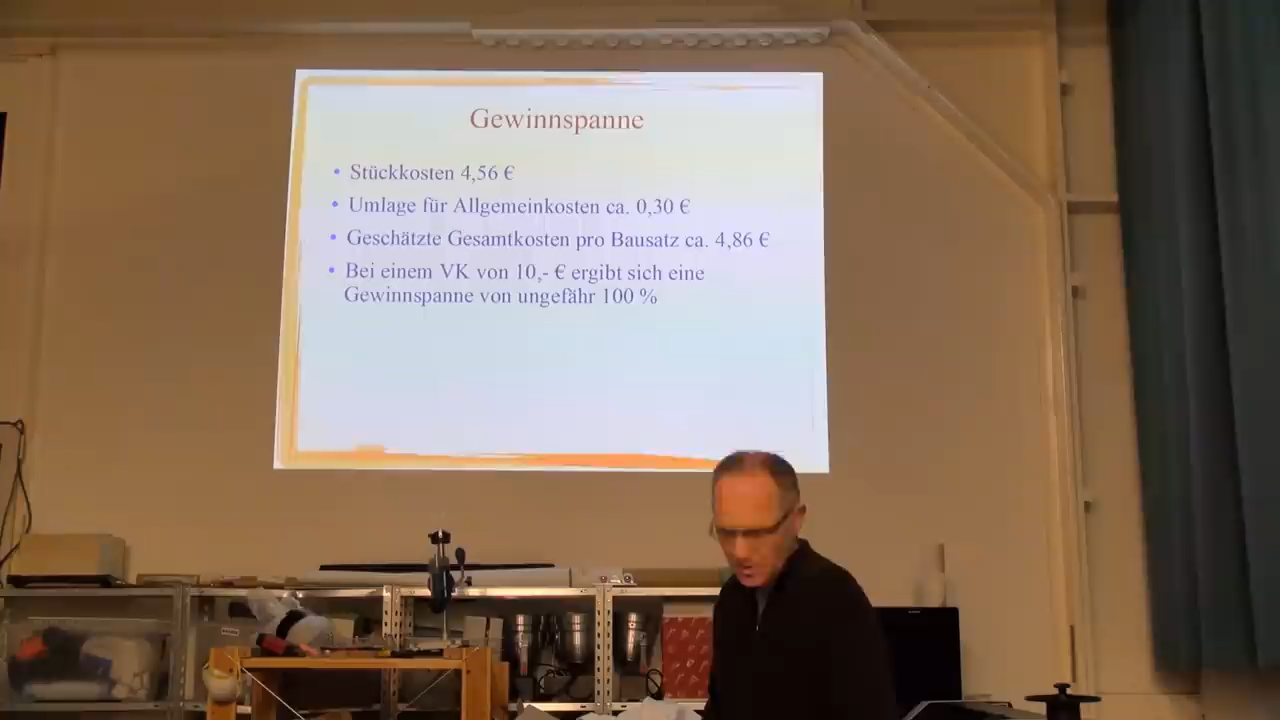 Gewinnspanne
• Stückkosten 4,56 €
• Umlage für Allgemeinkosten ca. 0,30 €
• Geschätzte Gesamtkosten pro Bausatz ca. 4,86 €
• Bei einem VK von 10,- € ergibt sich eine
Gewinnspanne von ungefähr 100 %